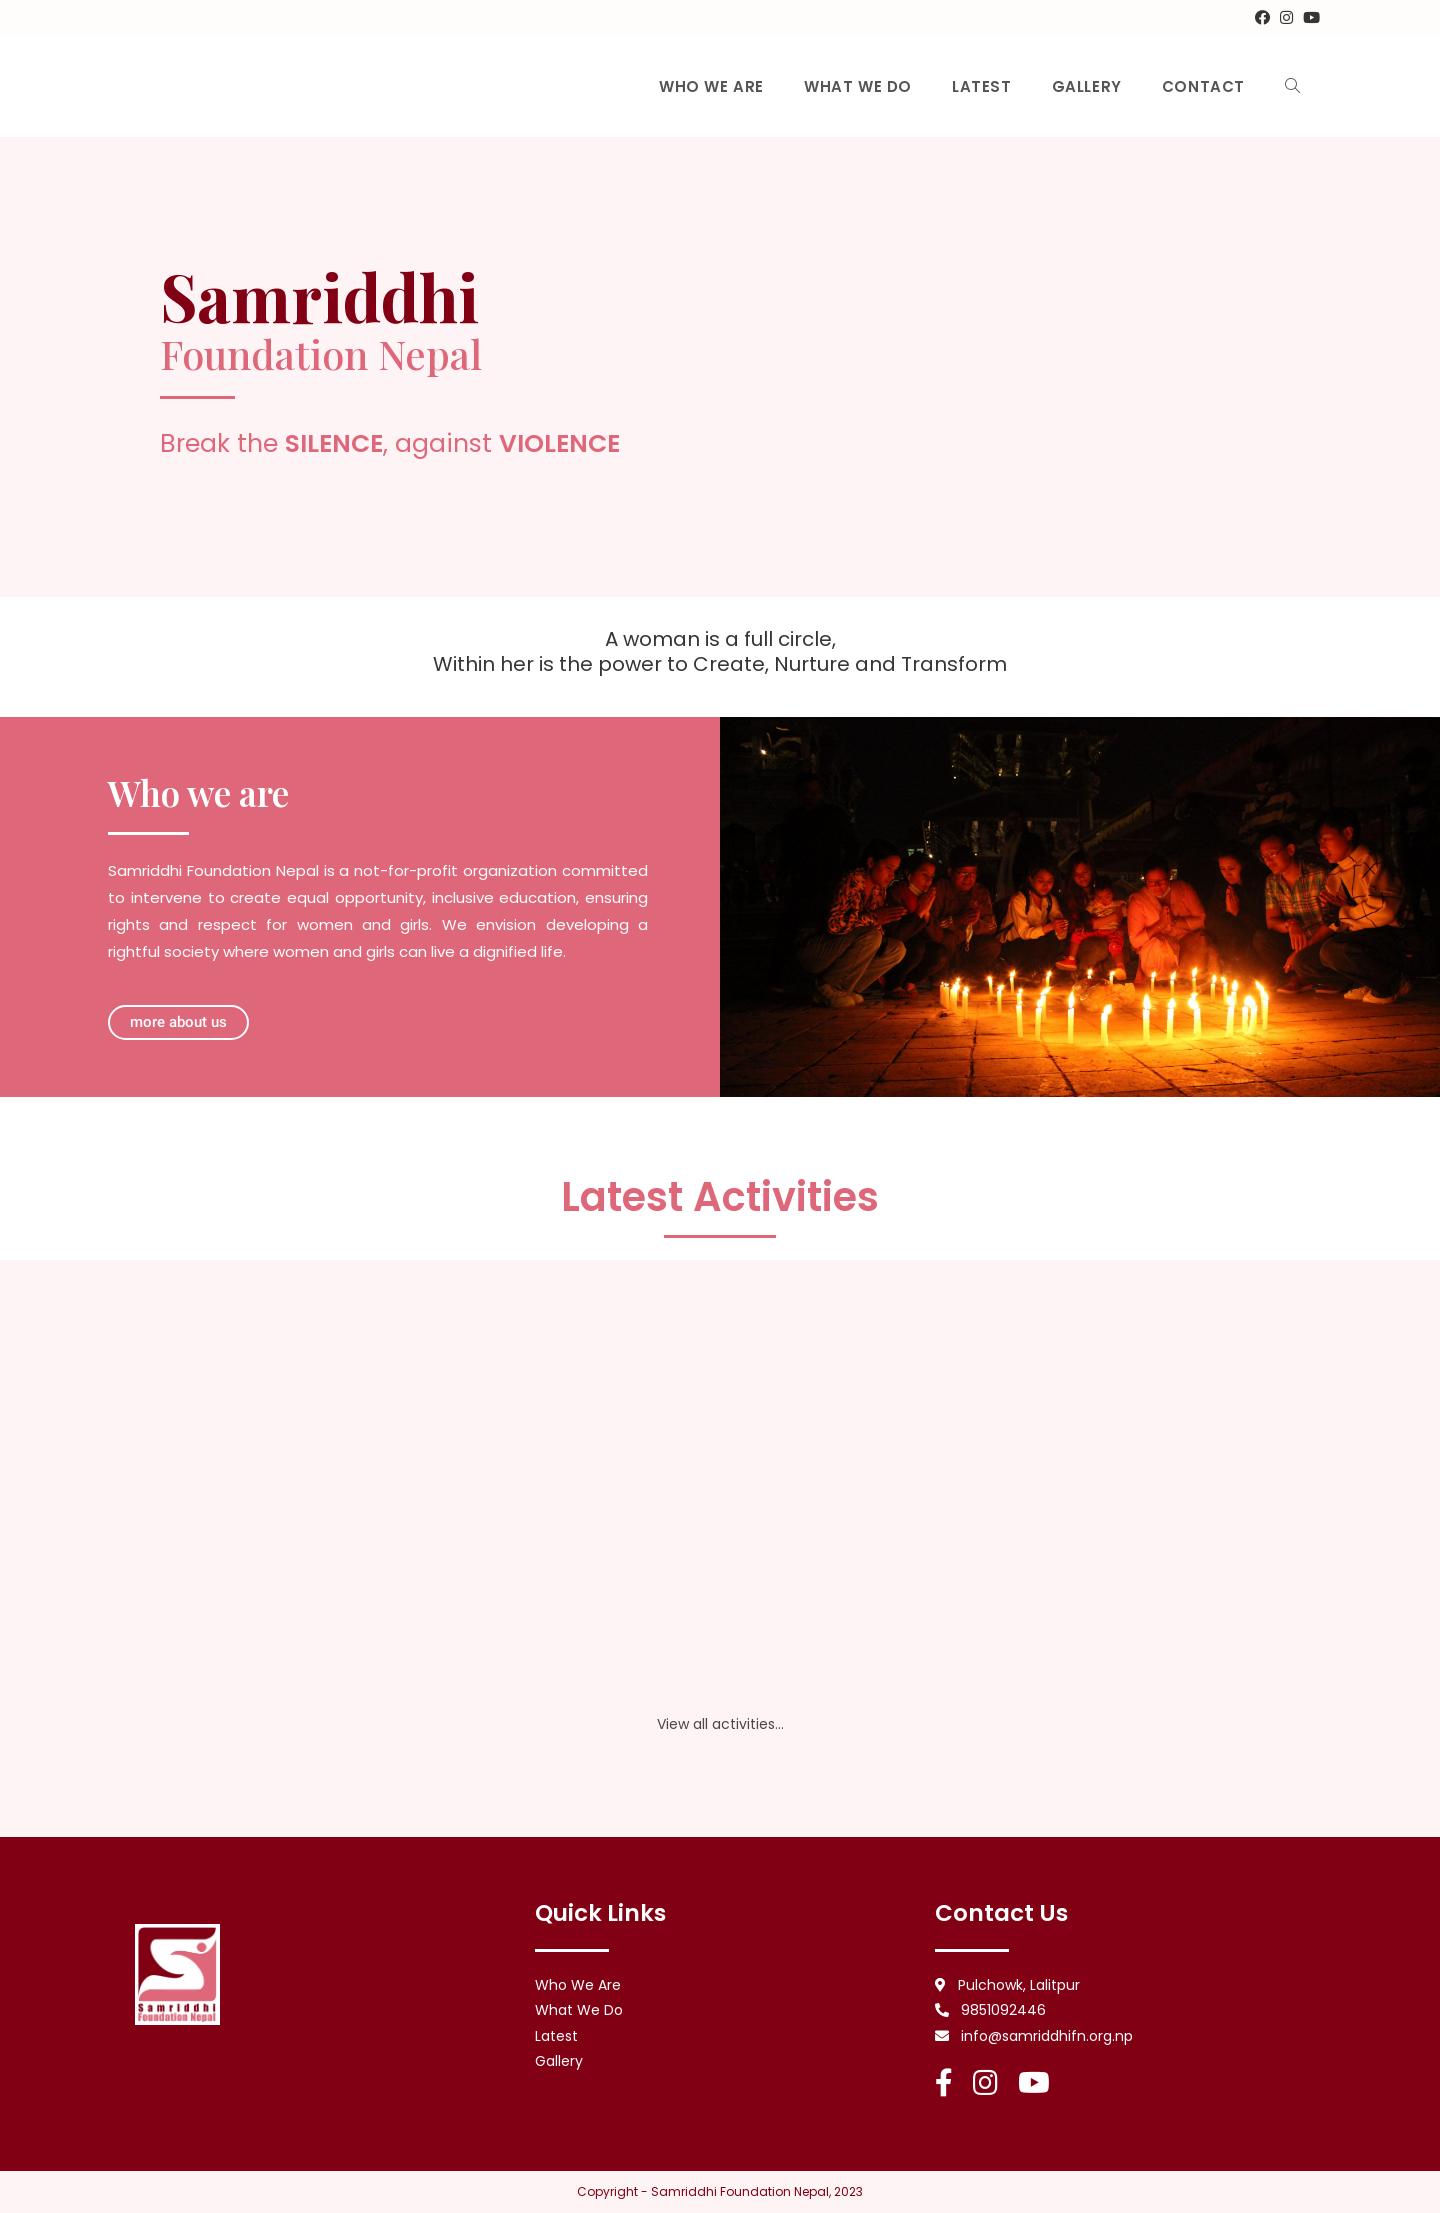 WHO WE ARE WHAT WE DO LATEST GALLERY CONTACT
Samriddhi
Foundation Nepal
Break the SILENCE, against VIOLENCE
A woman is a full circle,
Within her is the power to Create, Nurture and Transform
Who we are
Samriddhi Foundation Nepal is a not-for-profit organization committed
to intervene to create equal opportunity, inclusive education, ensuring
rights and respect for women and girls. We envision developing a
rightful society where women and girls can live a dignified life.
more about us
Latest Activities
View all activities...
Samriddhi
Foundation Nepal
Quick Links
Who We Are
What We Do
Latest
Gallery
Contact Us
Pulchowk, Lalitpur
9851092446
info@samriddhifn.org.np
Copyright - Samriddhi Foundation Nepal, 2023